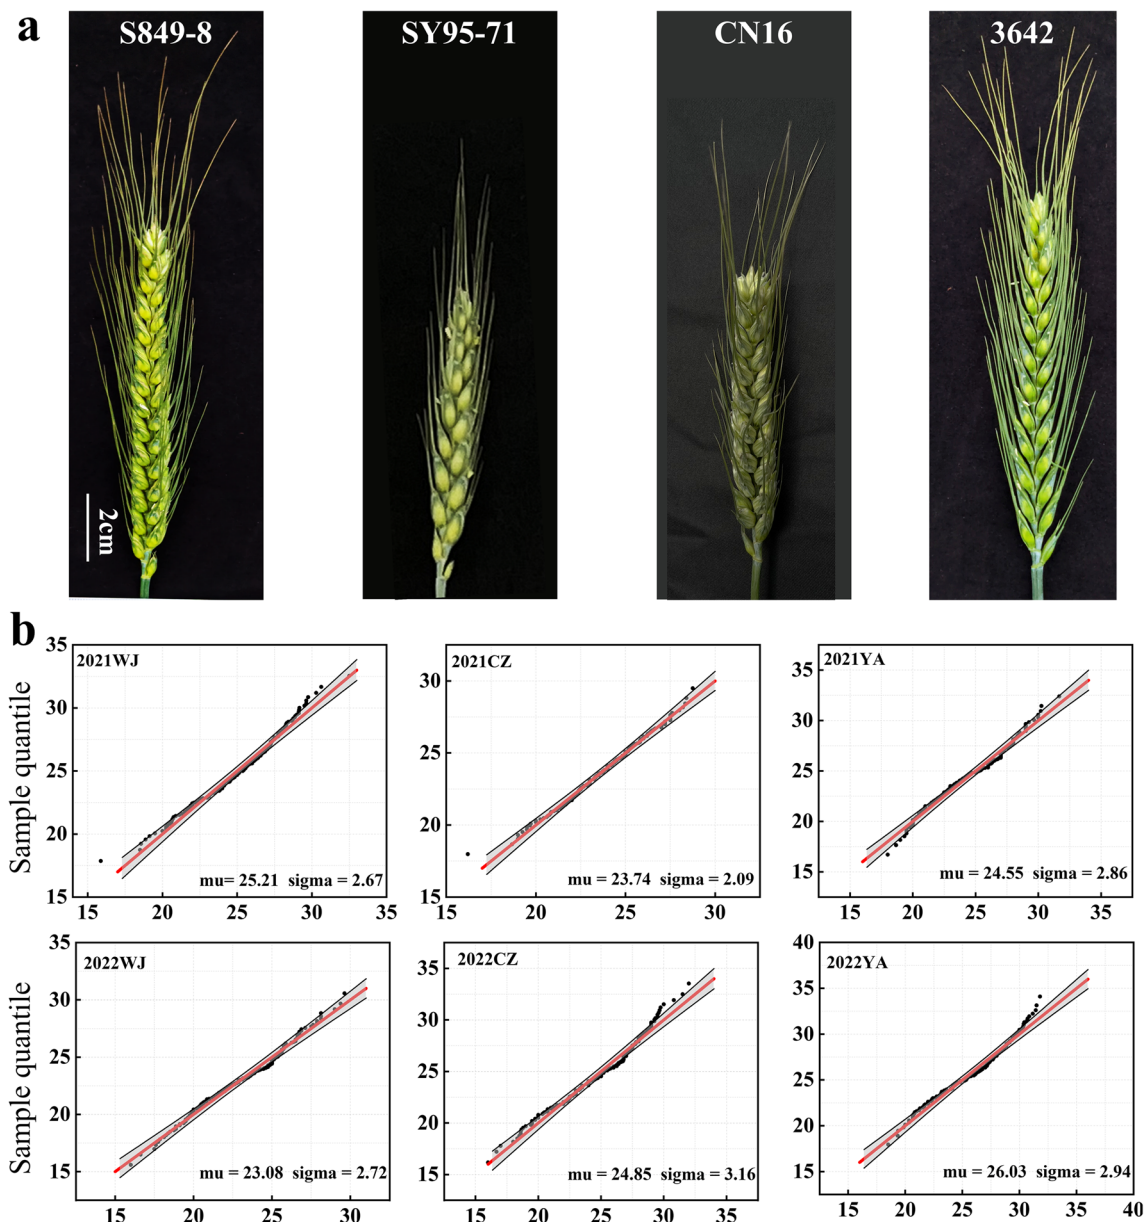 a
S849-8
SY95-71
CN16
3642
2cm
b
Sample quantile
2021WJ
35
30
25
20
15
15
20
25
30
35
mu= 25.21 sigma = 2.67
2021CZ
30
25
20
15
20
25
30
mu = 23.74 sigma = 2.09
2021YA
35
30
25
20
15
15
20
25
30
35
mu = 24.55 sigma = 2.86
Sample quantile
2022WJ
35
30
25
20
15
15
20
25
30
mu = 23.08 sigma = 2.72
2022CZ
35
30
25
20
15
15
20
25
30
35
mu = 24.85 sigma = 3.16
2022YA
40
35
30
25
20
15
15
20
25
30
35
40
mu = 26.03 sigma = 2.94